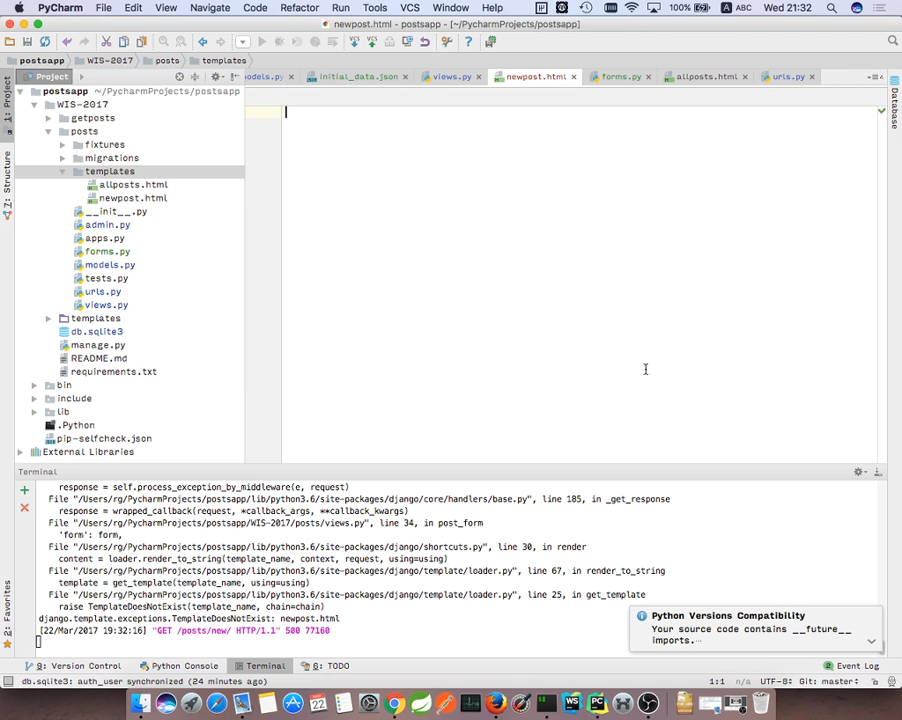 PyCharm File Edit View Navigate Code Refactor Run Tools VCS Window Help 100% ABC Wed 21:32
newpost.html - postsapp - [~/PycharmProjects/postsapp]
postsapp WIS-2017 posts templates
1: Project
7: Structure
2: Favorites
Database
Project
odels.py initial_data.json views.py newpost.html forms.py allposts.html urls.py
postsapp ~/PycharmProjects/postsapp
WIS-2017
getposts
posts
fixtures
migrations
templates
allposts.html
newpost.html
__init__.py
admin.py
apps.py
forms.py
models.py
tests.py
urls.py
views.py
templates
db.sqlite3
manage.py
README.md
requirements.txt
bin
include
lib
.Python
pip-selfcheck.json
External Libraries
Terminal
response = self.process_exception_by_middleware(e, request)
File "/Users/rg/PycharmProjects/postsapp/lib/python3.6/site-packages/django/core/handlers/base.py", line 185, in _get_response
response = wrapped_callback(request, *callback_args, **callback_kwargs)
File "/Users/rg/PycharmProjects/postsapp/WIS-2017/posts/views.py", line 34, in post_form
'form': form,
File "/Users/rg/PycharmProjects/postsapp/lib/python3.6/site-packages/django/shortcuts.py", line 30, in render
content = loader.render_to_string(template_name, context, request, using=using)
File "/Users/rg/PycharmProjects/postsapp/lib/python3.6/site-packages/django/template/loader.py", line 67, in render_to_string
template = get_template(template_name, using=using)
File "/Users/rg/PycharmProjects/postsapp/lib/python3.6/site-packages/django/template/loader.py", line 25, in get_template
raise TemplateDoesNotExist(template_name, chain=chain)
django.template.exceptions.TemplateDoesNotExist: newpost.html
[22/Mar/2017 19:32:16] "GET /posts/new/ HTTP/1.1" 500 77160
Python Versions Compatibility
Your source code contains __future__
imports.
9: Version Control Python Console Terminal 6: TODO Event Log
db.sqlite3: auth_user synchronized (24 minutes ago) 1:1 n/a UTF-8 Git: master